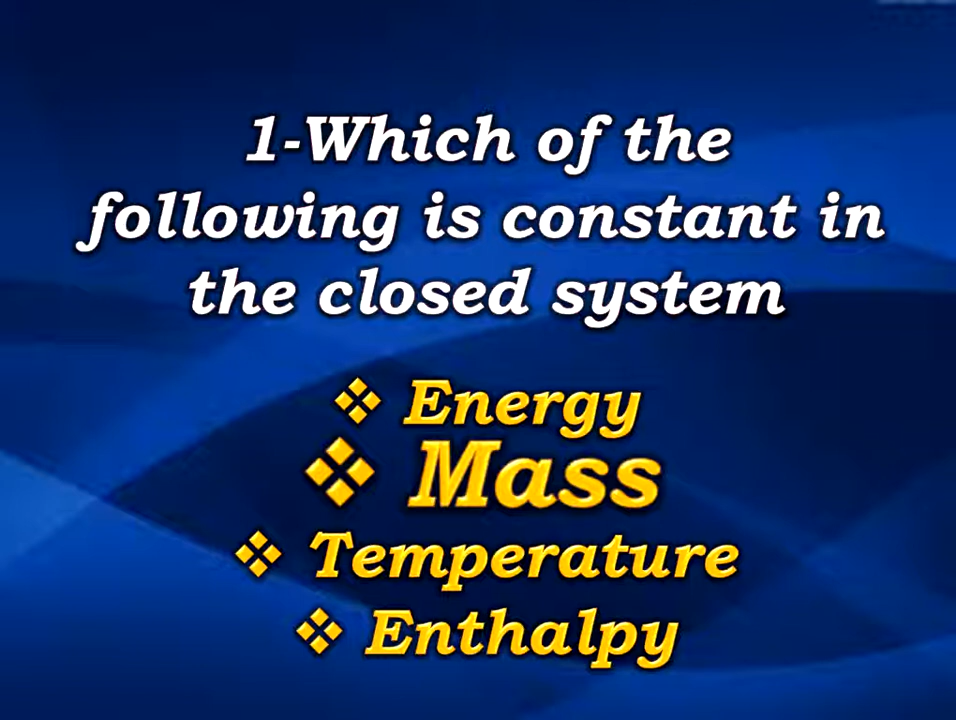 1-Which of the
following is constant in
the closed system
❖ Energy
❖ Mass
❖ Temperature
❖ Enthalpy